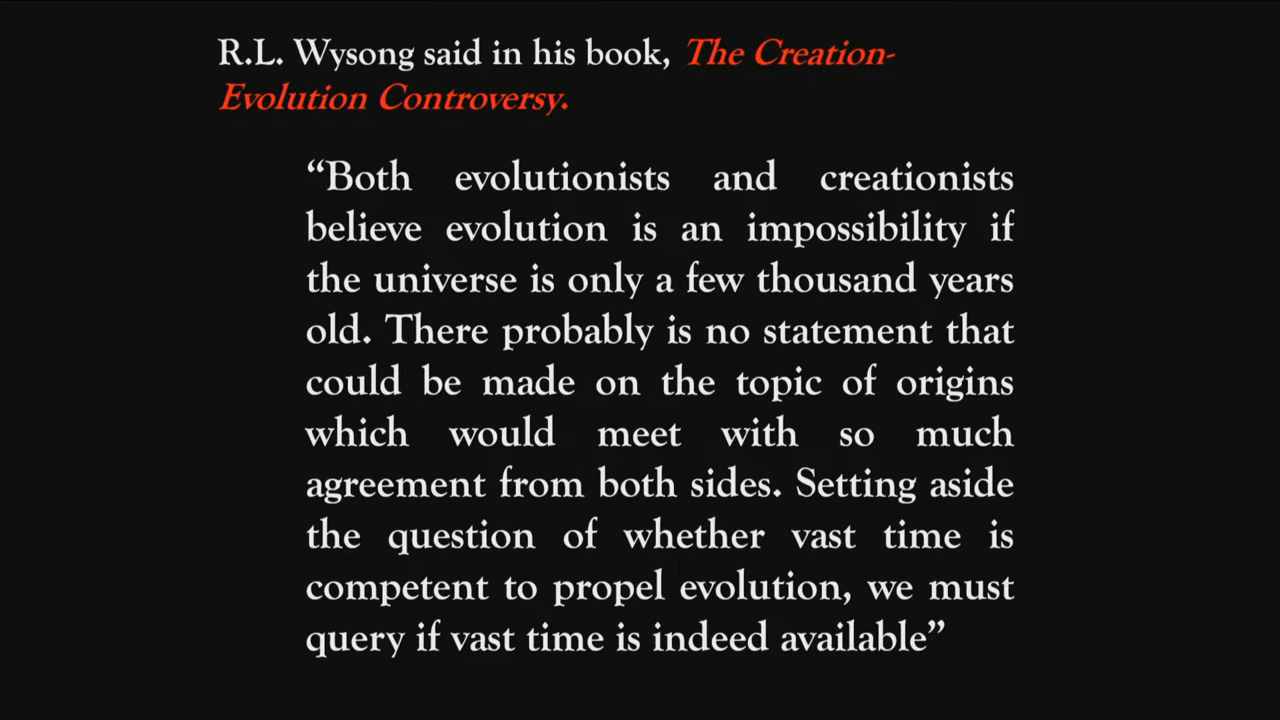 R.L. Wysong said in his book, The Creation-
Evolution Controversy.
“Both evolutionists and creationists
believe evolution is an impossibility if
the universe is only a few thousand years
old. There probably is no statement that
could be made on the topic of origins
which would meet with so much
agreement from both sides. Setting aside
the question of whether vast time is
competent to propel evolution, we must
query if vast time is indeed available”